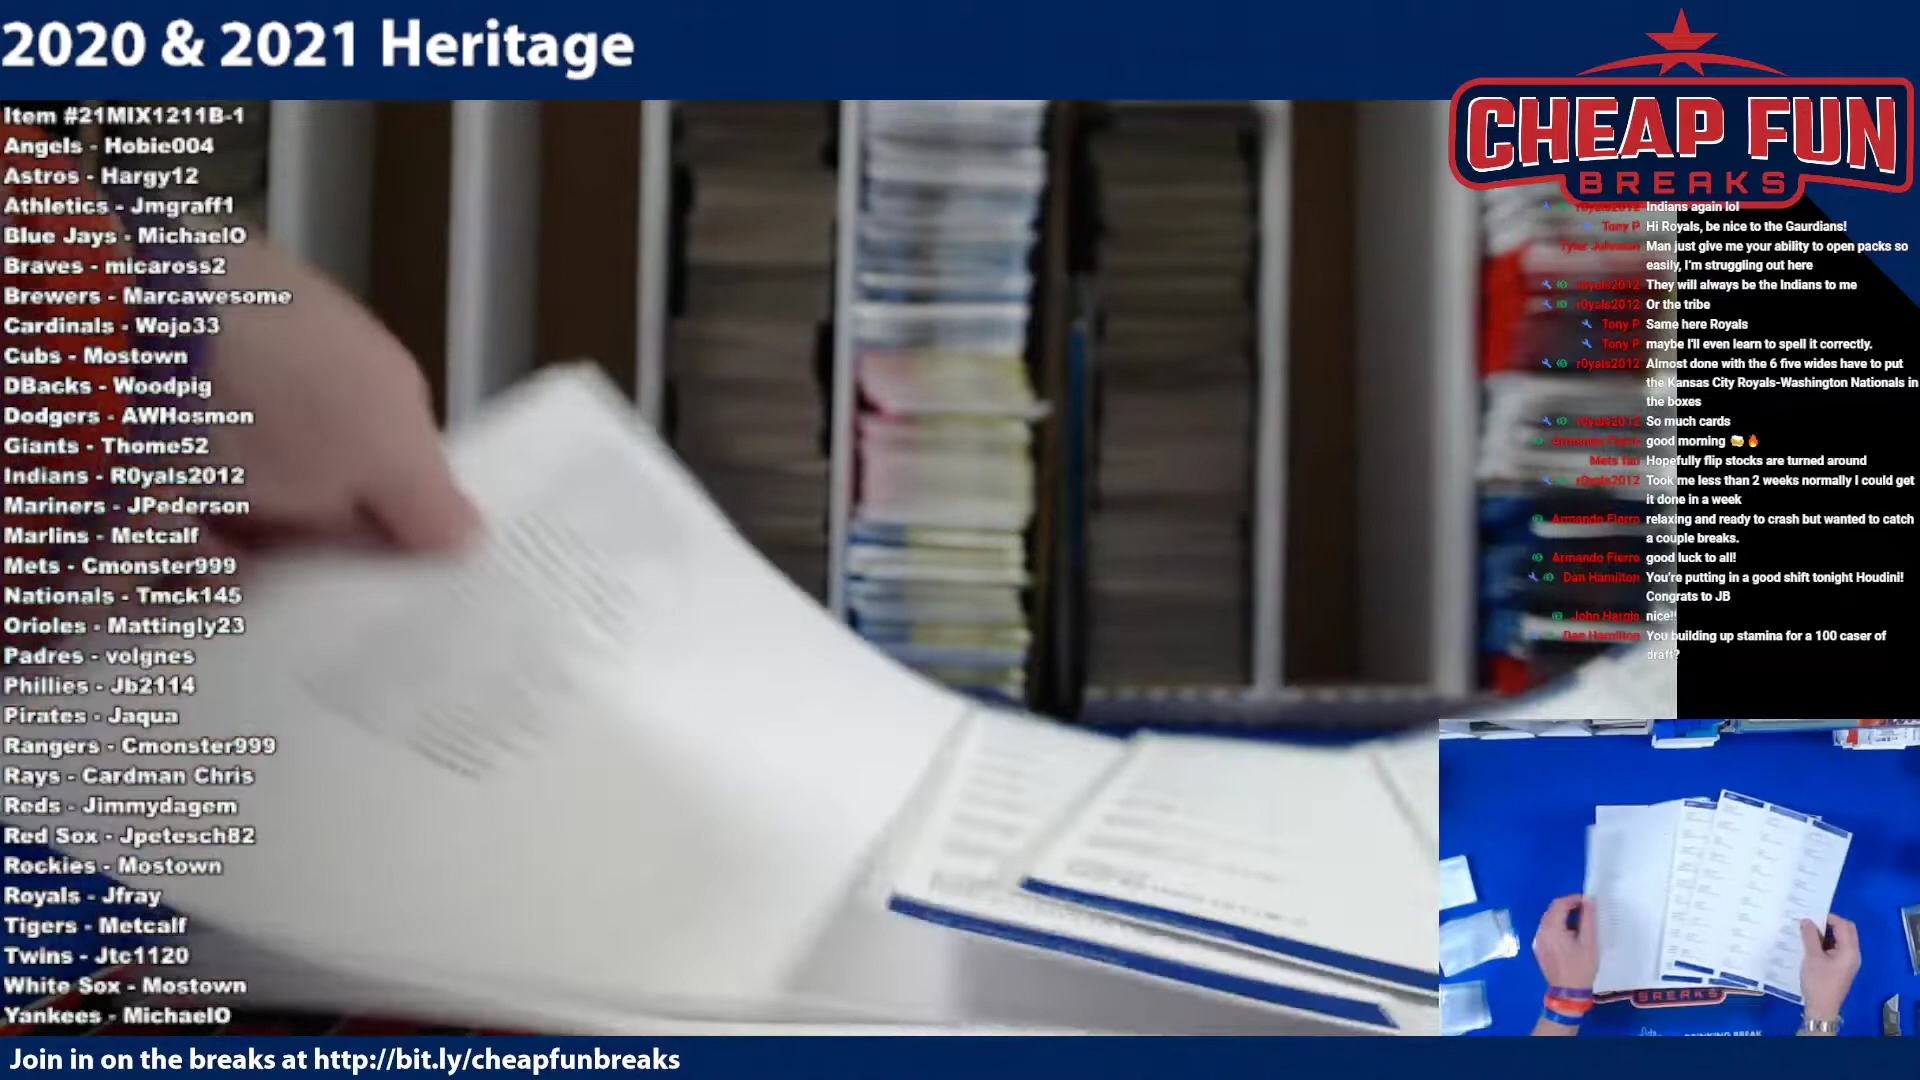 2020 & 2021 Heritage
Item #21MIX1211B-1
Angels - Hobie004
Astros - Hargy12
Athletics - Jmgraff1
Blue Jays - MichaelO
Braves - micaross2
Brewers - Marcawesome
Cardinals - Wojo33
Cubs - Mostown
DBacks - Woodpig
Dodgers - AWHosmon
Giants - Thome52
Indians - R0yals2012
Mariners - JPederson
Marlins - Metcalf
Mets - Cmonster999
Nationals - Tmck145
Orioles - Mattingly23
Padres - volgnes
Phillies - Jb2114
Pirates - Jaqua
Rangers - Cmonster999
Rays - Cardman Chris
Reds - Jimmydagem
Red Sox - Jpetesch82
Rockies - Mostown
Royals - Jfray
Tigers - Metcalf
Twins - Jtc1120
White Sox - Mostown
Yankees - MichaelO
CHEAP FUN
BREAKS
r0yals2012 Indians again lol
Tony P Hi Royals, be nice to the Gaurdians!
Tyler Johnson Man just give me your ability to open packs so
easily, I'm struggling out here
r0yals2012 They will always be the Indians to me
r0yals2012 Or the tribe
Tony P Same here Royals
Tony P maybe I'll even learn to spell it correctly.
r0yals2012 Almost done with the 6 five wides have to put
the Kansas City Royals-Washington Nationals in
the boxes
r0yals2012 So much cards
Armando Fierro good morning 🍻🔥
Mets fan Hopefully flip stocks are turned around
r0yals2012 Took me less than 2 weeks normally I could get
it done in a week
Armando Fierro relaxing and ready to crash but wanted to catch
a couple breaks.
Armando Fierro good luck to all!
Dan Hamilton You're putting in a good shift tonight Houdini!
Congrats to JB
John Hargis nice!!
Dan Hamilton You building up stamina for a 100 caser of
draft?
BREAKS
Join in on the breaks at http://bit.ly/cheapfunbreaks